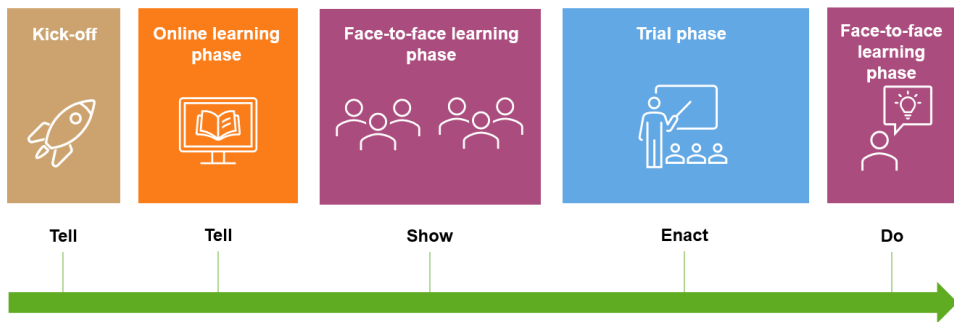 Kick-off
Online learning
phase
Face-to-face learning
phase
Trial phase
Face-to-face
learning
phase
Tell
Tell
Show
Enact
Do